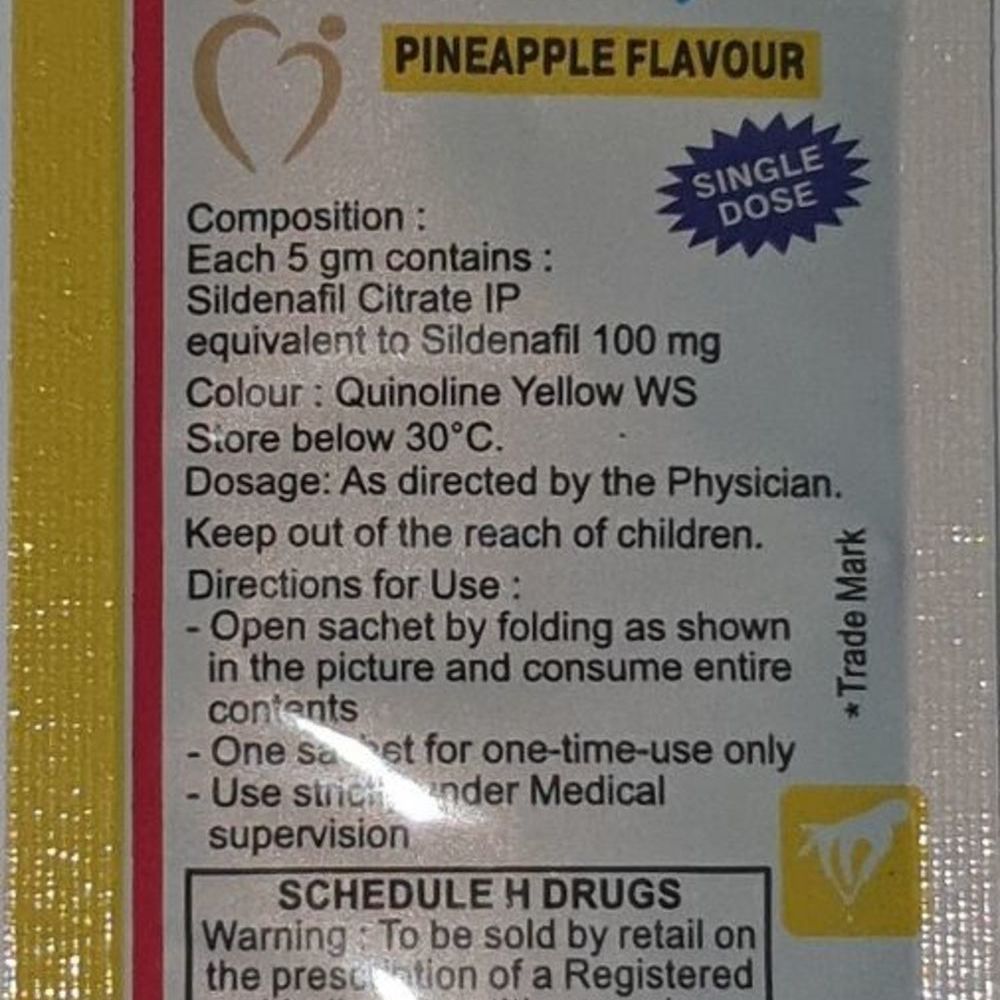 PINEAPPLE FLAVOUR
SINGLE
DOSE
Composition :
Each 5 gm contains :
Sildenafil Citrate IP
equivalent to Sildenafil 100 mg
Colour : Quinoline Yellow WS
Store below 30°C.
Dosage: As directed by the Physician.
Keep out of the reach of children.
Directions for Use :
- Open sachet by folding as shown
in the picture and consume entire
contents
- One sachet for one-time-use only
- Use strictly under Medical
supervision
*Trade Mark
SCHEDULE H DRUGS
Warning : To be sold by retail on
the prescription of a Registered